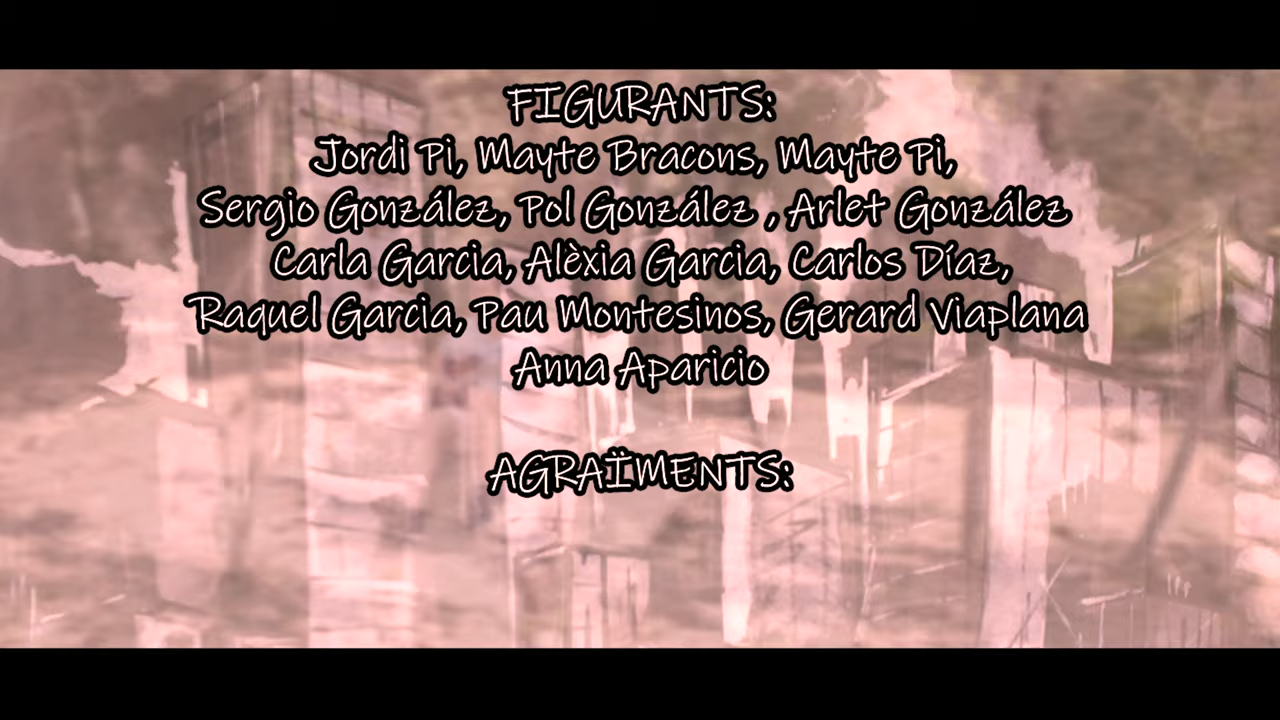 FIGURANTS:
Jordi Pi, Mayte Bracons, Mayte Pi,
Sergio González, Pol González , Arlet González
Carla Garcia, Alèxia Garcia, Carlos Díaz,
Raquel Garcia, Pau Montesinos, Gerard Viaplana
Anna Aparicio
AGRAÏMENTS: